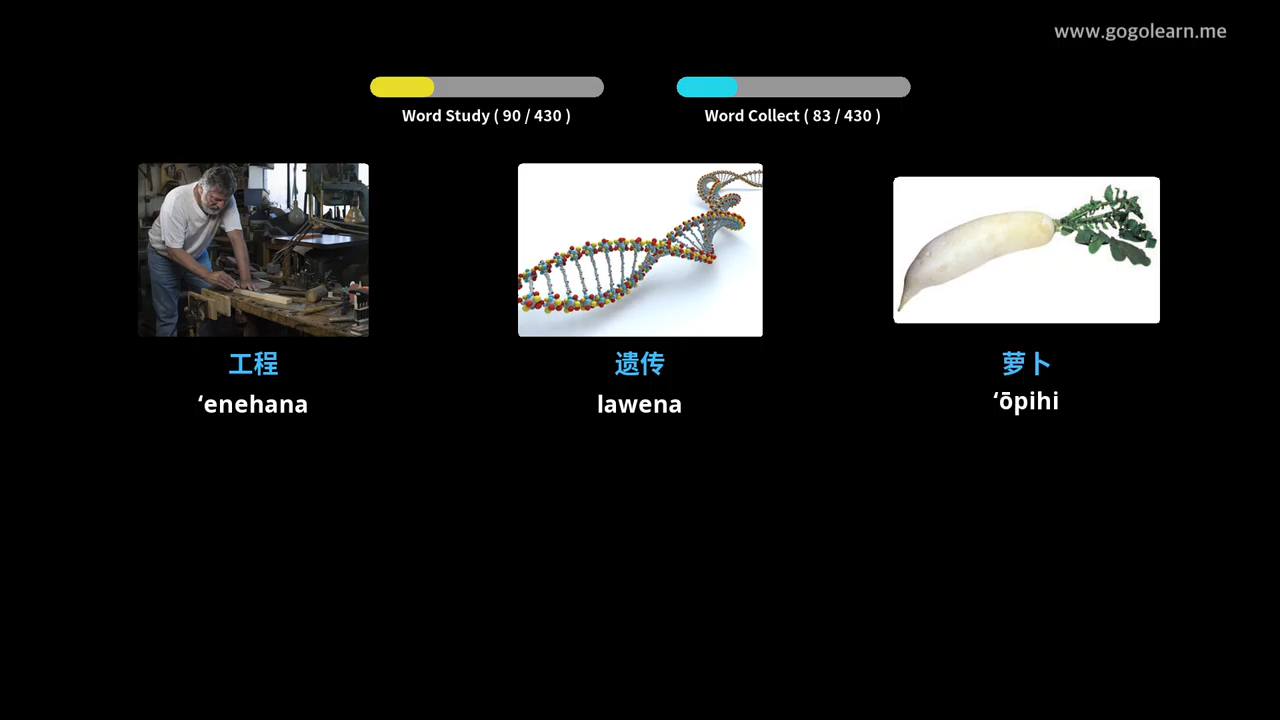 www.gogolearn.me
Word Study ( 90 / 430 )
Word Collect ( 83 / 430 )
工程
遗传
萝卜
ʻenehana
lawena
ʻōpihi